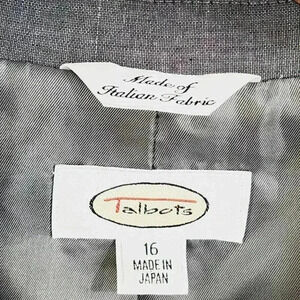 Made of
Italian Fabric
Talbots
16
MADE IN
JAPAN